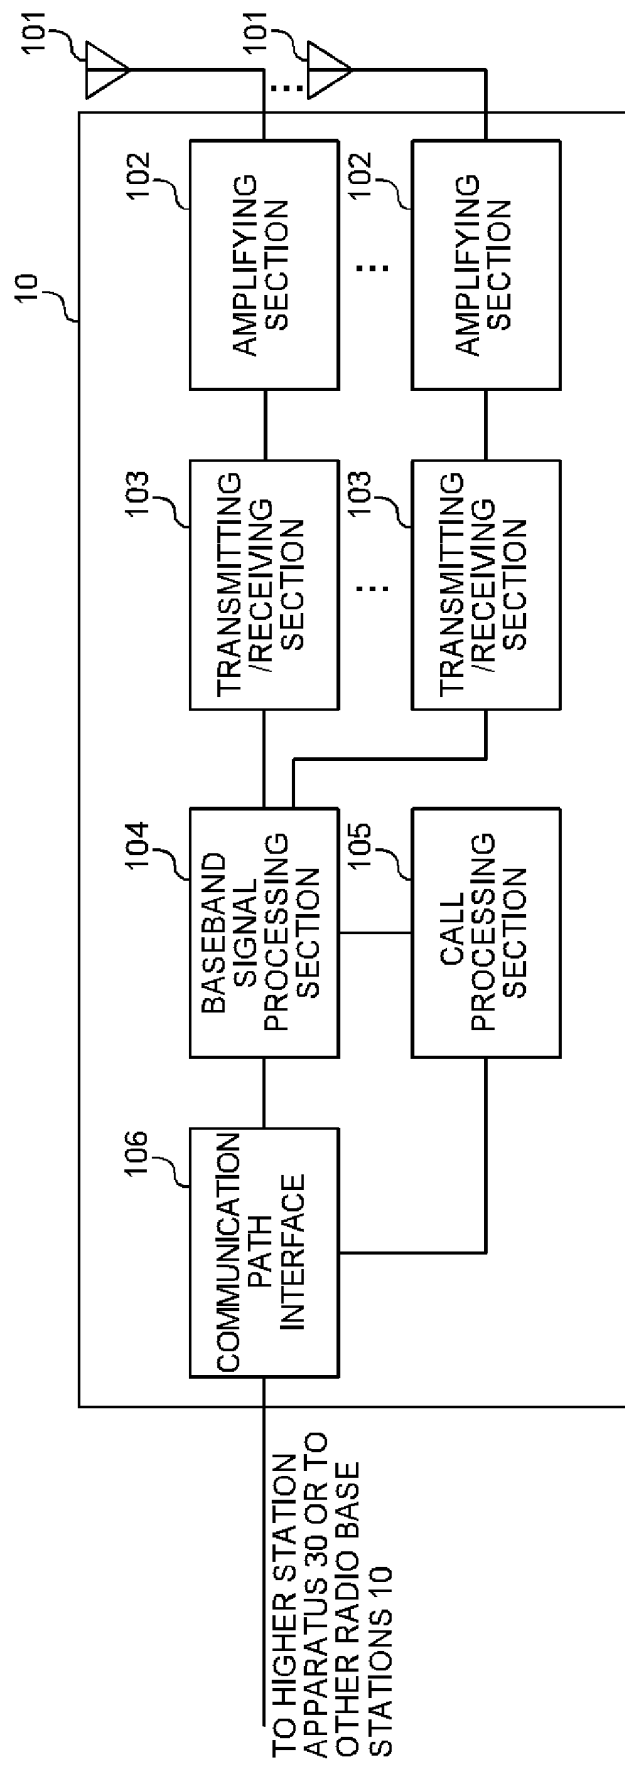 10
101
101
102
AMPLIFYING
SECTION
102
AMPLIFYING
SECTION
103
TRANSMITTING
/RECEIVING
SECTION
103
TRANSMITTING
/RECEIVING
SECTION
104
BASEBAND
SIGNAL
PROCESSING
SECTION
105
CALL
PROCESSING
SECTION
106
COMMUNICATION
PATH
INTERFACE
TO HIGHER STATION
APPARATUS 30 OR TO
OTHER RADIO BASE
STATIONS 10